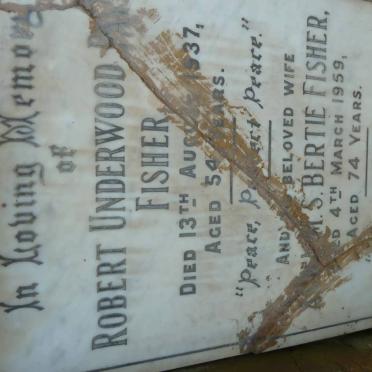 In Loving Memory
of
ROBERT UNDERWOOD
FISHER
DIED 13TH AUG 1937,
AGED 54 YEARS.
"Peace, Peace."
AND BELOVED WIFE
S. BERTIE FISHER,
4TH MARCH 1959,
AGED 74 YEARS.